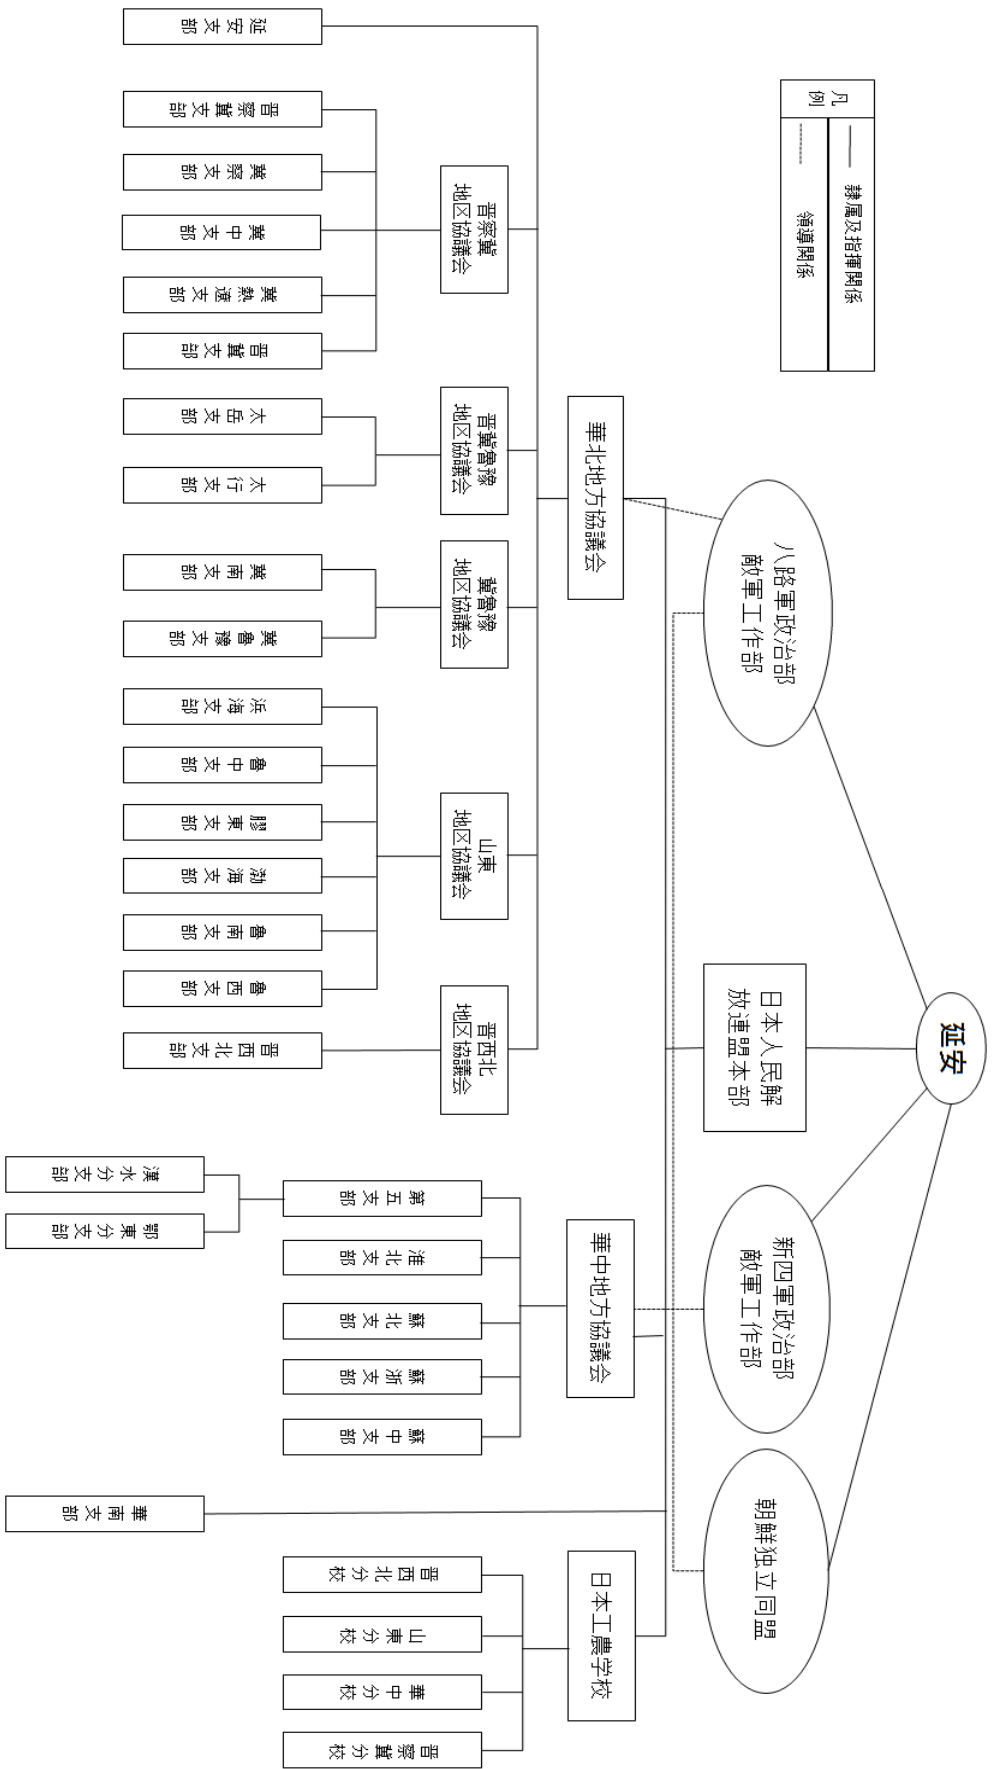 延安
八路軍政治部
敵軍工作部
日本人民解
放連盟本部
新四軍政治部
敵軍工作部
朝鮮独立同盟
凡
例
隷属及指揮関係
領導関係
華北地方協議会
華中地方協議会
日本工農学校
晋察冀
地区協議会
晋冀魯豫
地区協議会
冀魯豫
地区協議会
山東
地区協議会
晋西北
地区協議会
延安支部
晋察冀支部
冀察支部
冀中支部
冀熱遼支部
晋冀支部
太岳支部
太行支部
冀南支部
冀魯豫支部
浜海支部
魯中支部
膠東支部
渤海支部
魯南支部
魯西支部
晋西北支部
第五支部
淮北支部
蘇北支部
蘇浙支部
蘇中支部
漢水分支部
鄂東分支部
華南支部
晋西北分校
山東分校
華中分校
晋察冀分校